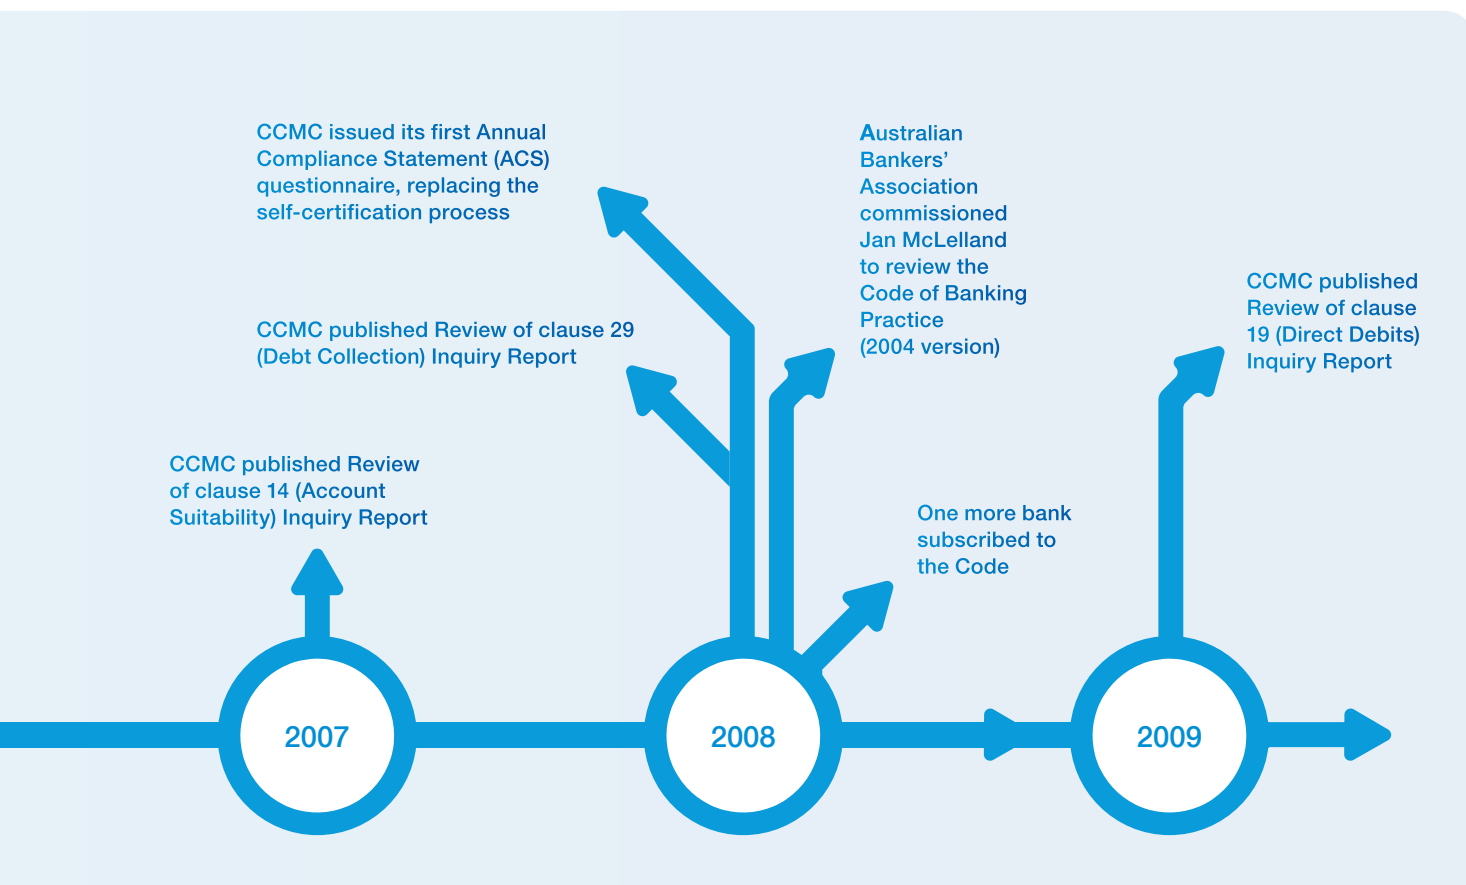 CCMC issued its first Annual
Compliance Statement (ACS)
questionnaire, replacing the
self-certification process
CCMC published Review of clause 29
(Debt Collection) Inquiry Report
CCMC published Review
of clause 14 (Account
Suitability) Inquiry Report
Australian
Bankers’
Association
commissioned
Jan McLelland
to review the
Code of Banking
Practice
(2004 version)
One more bank
subscribed to
the Code
CCMC published
Review of clause
19 (Direct Debits)
Inquiry Report
2007
2008
2009